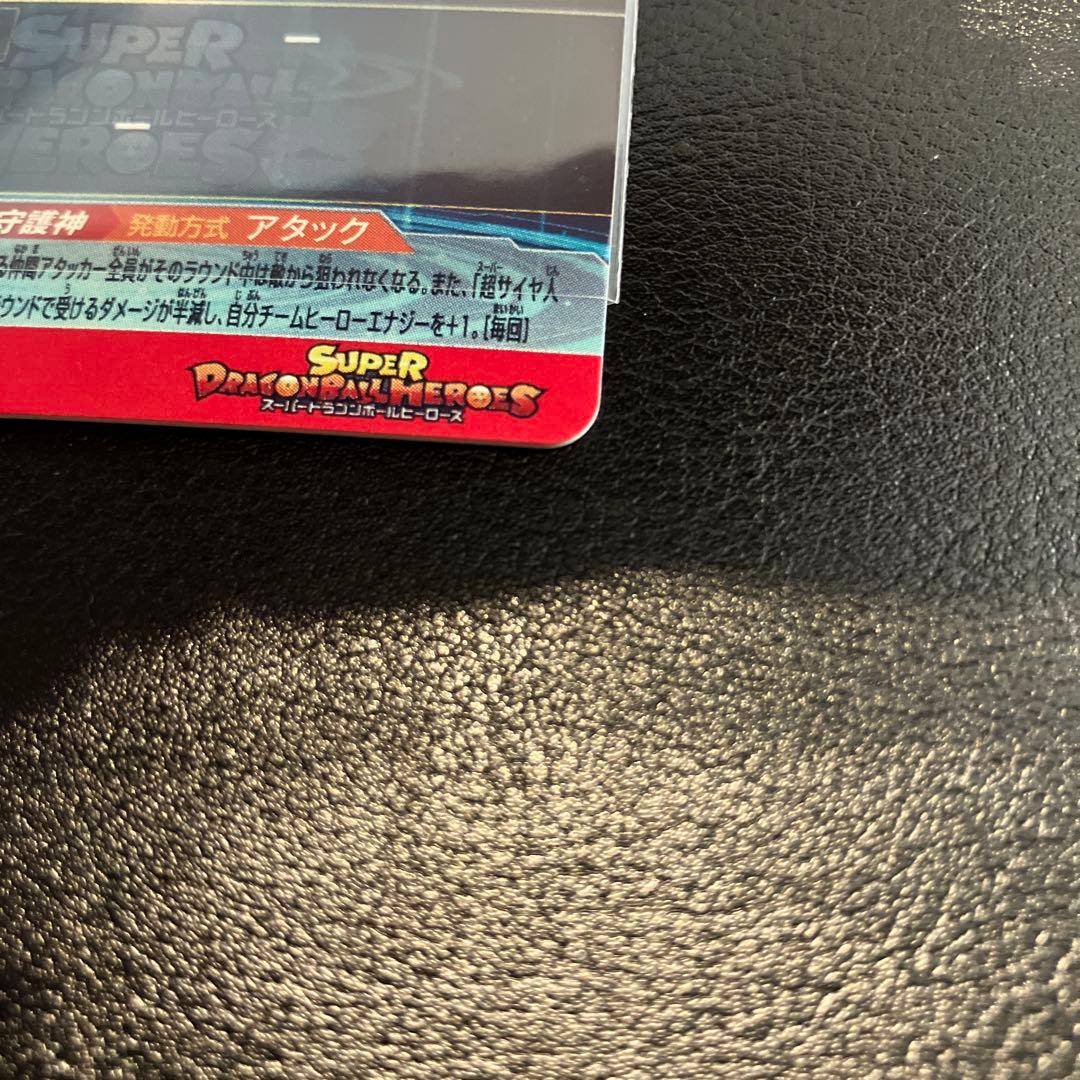 SUPER
DRAGONBALL
スーパードラゴンボールヒーローズ
HEROES
守護神 発動方式 アタック
る仲間アタッカー全員がそのラウンド中は敵から狙われなくなる。また、「超サイヤ人
ラウンドで受けるダメージが半減し、自分チームヒーローエナジーを+1。[毎回]
SUPER
DRAGONBALL HEROES
スーパードラゴンボールヒーローズ